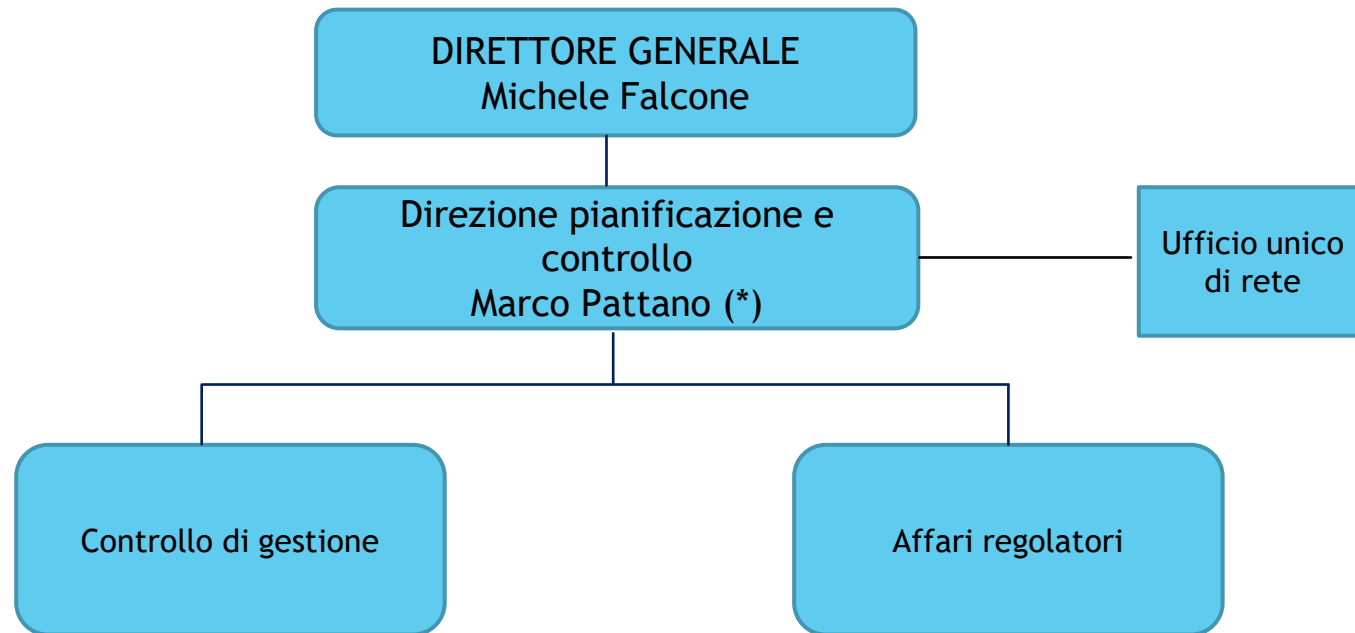 DIRETTORE GENERALE
Michele Falcone
Direzione pianificazione e
controllo
Marco Pattano (*)
Ufficio unico
di rete
Controllo di gestione
Affari regolatori